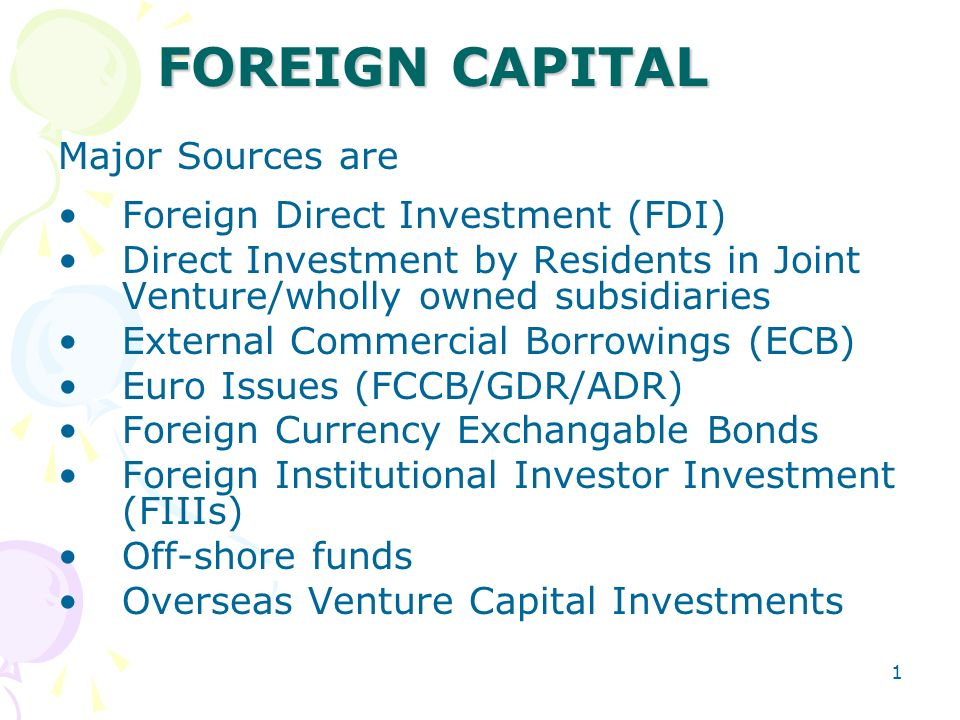 FOREIGN CAPITAL
Major Sources are
• Foreign Direct Investment (FDI)
• Direct Investment by Residents in Joint
Venture/wholly owned subsidiaries
• External Commercial Borrowings (ECB)
• Euro Issues (FCCB/GDR/ADR)
• Foreign Currency Exchangable Bonds
• Foreign Institutional Investor Investment
(FIIIs)
• Off-shore funds
• Overseas Venture Capital Investments
1